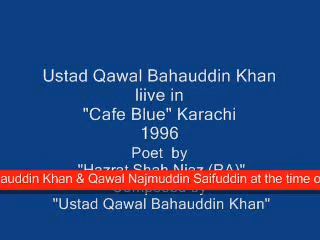 Ustad Qawal Bahauddin Khan
liive in
"Cafe Blue" Karachi
1996
Poet by
"Hazrat Shah Niaz (RA)"
auddin Khan & Qawal Najmuddin Saifuddin at the time o
Composed by
"Ustad Qawal Bahauddin Khan"